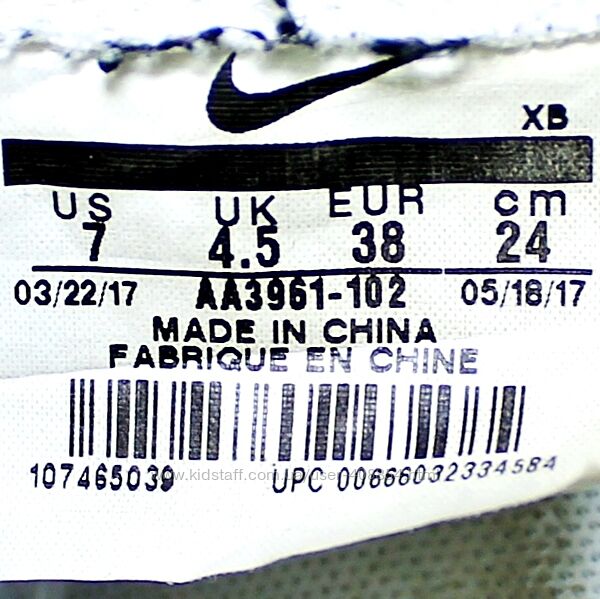 XB
US UK EUR cm
7 4.5 38 24
03/22/17 AA3961-102 05/18/17
MADE IN CHINA
FABRIQUE EN CHINE
107465039 UPC 00666032334584